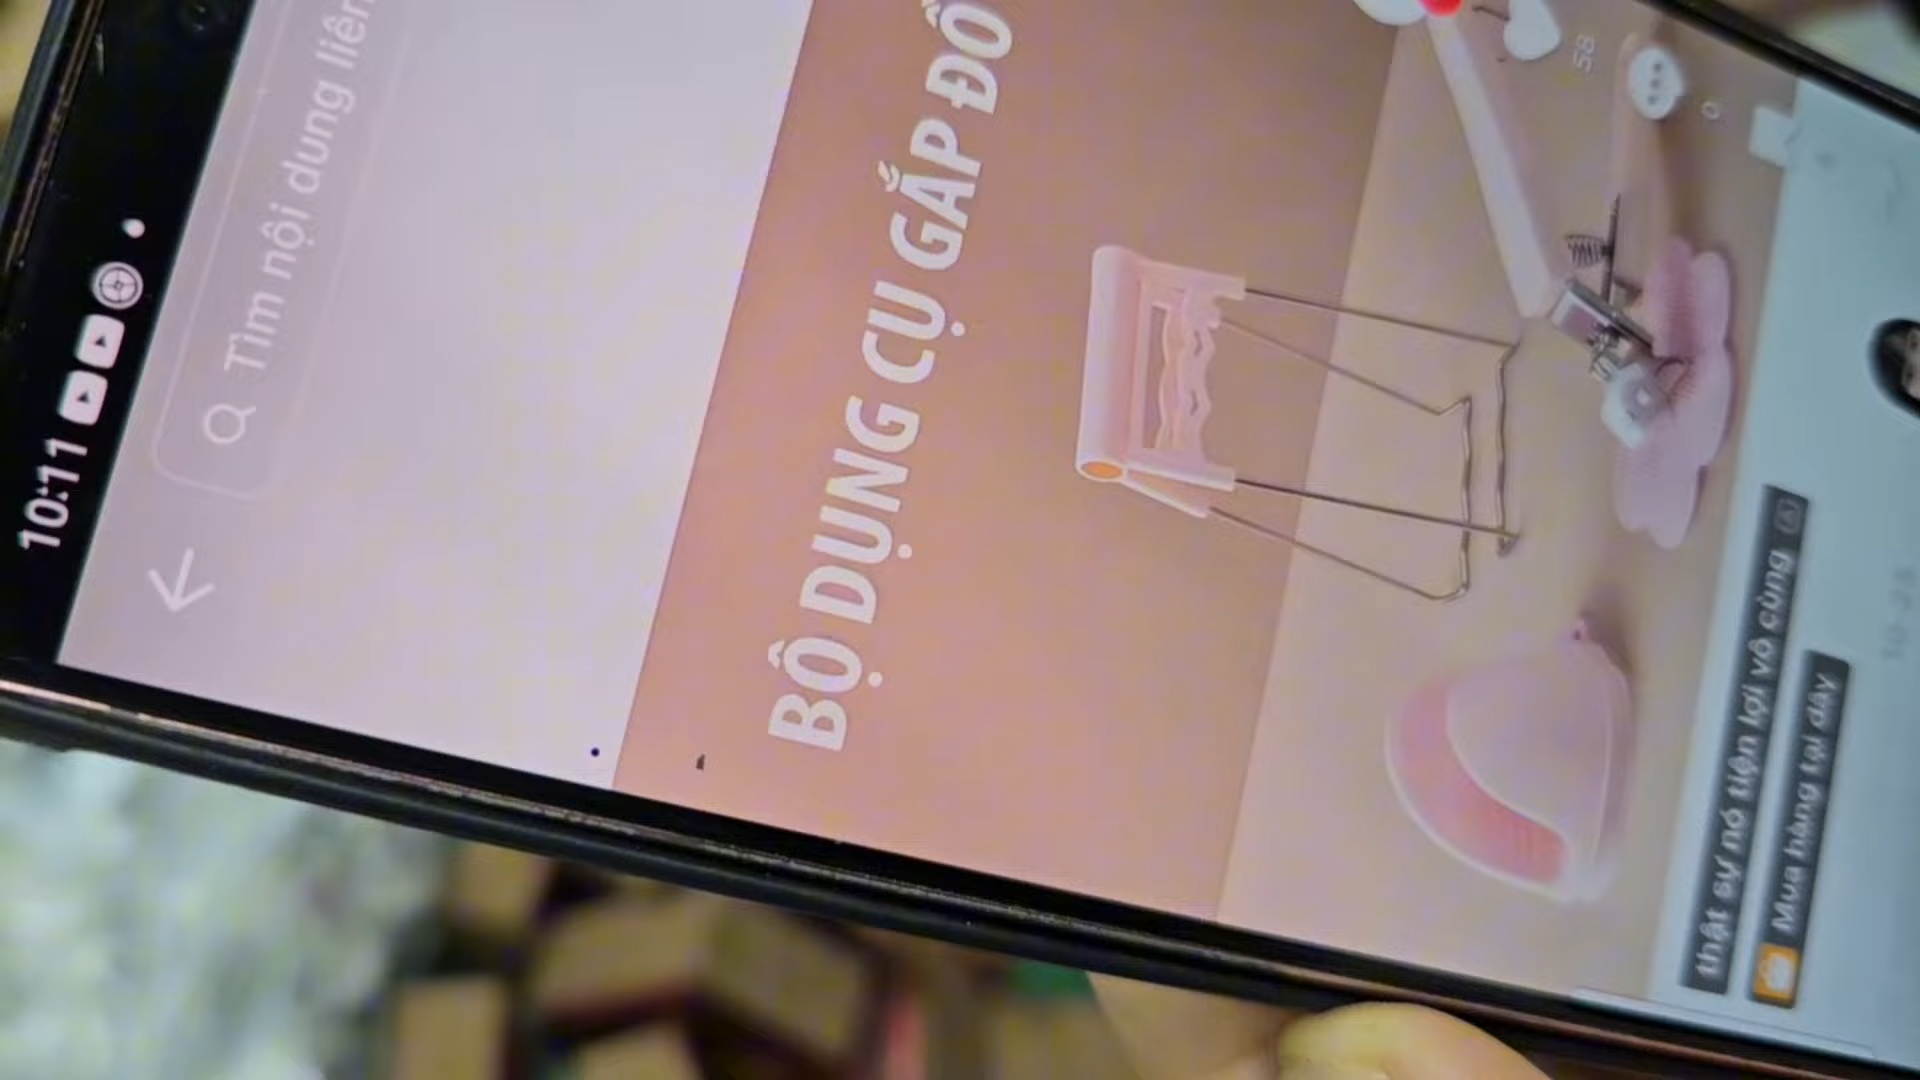 10:11
Tìm nội dung liên
BỘ DỤNG CỤ GẮP ĐỒ
58
0
thật sự nó tiện lợi vô cùng
Mua hàng tại đây